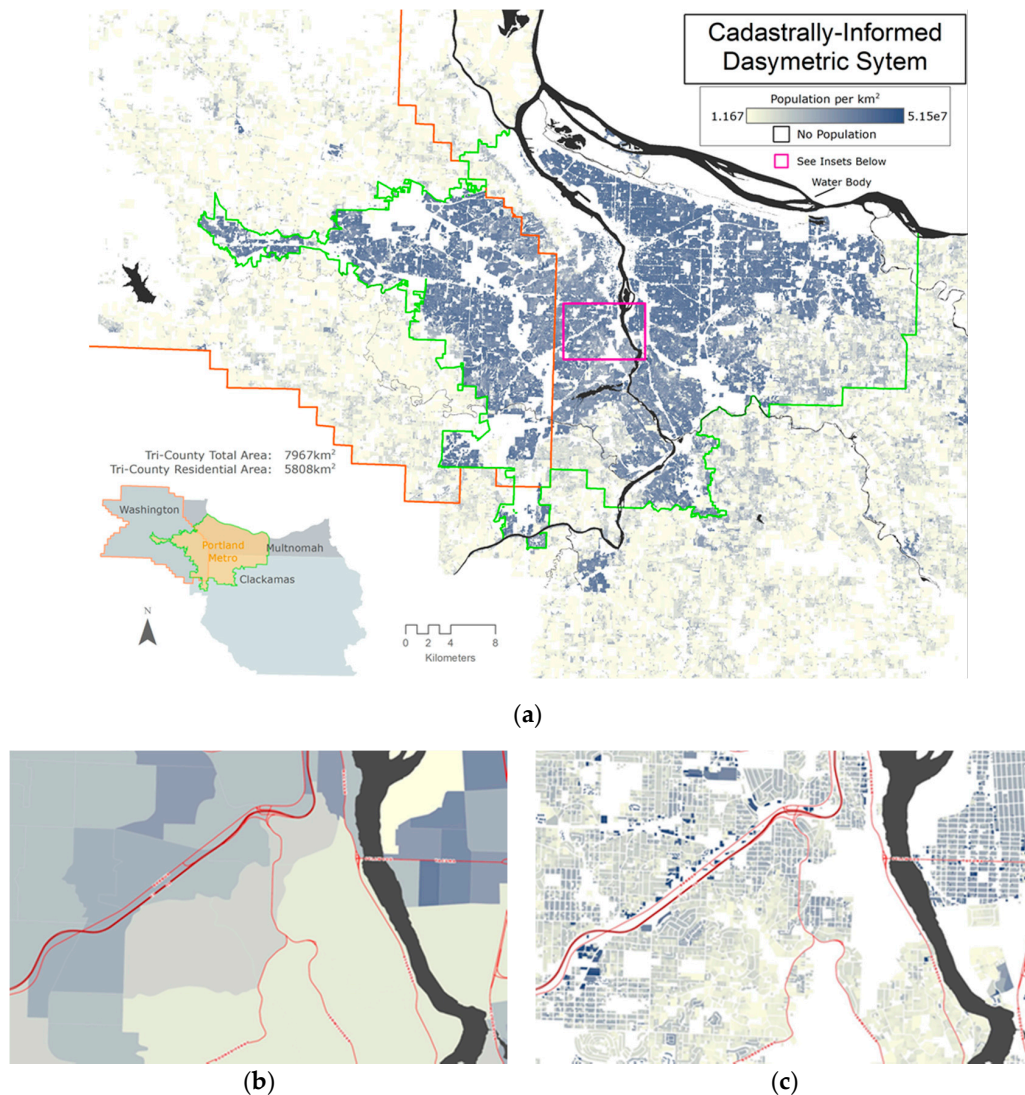 Cadastrally-Informed
Dasymetric Sytem
Population per km²
1.167
5.15e7
No Population
See Insets Below
Water Body
Tri-County Total Area: 7967km²
Tri-County Residential Area: 5808km²
Washington
Portland
Metro
Multnomah
Clackamas
N
0 2 4 8
Kilometers
(a)
(b)
(c)